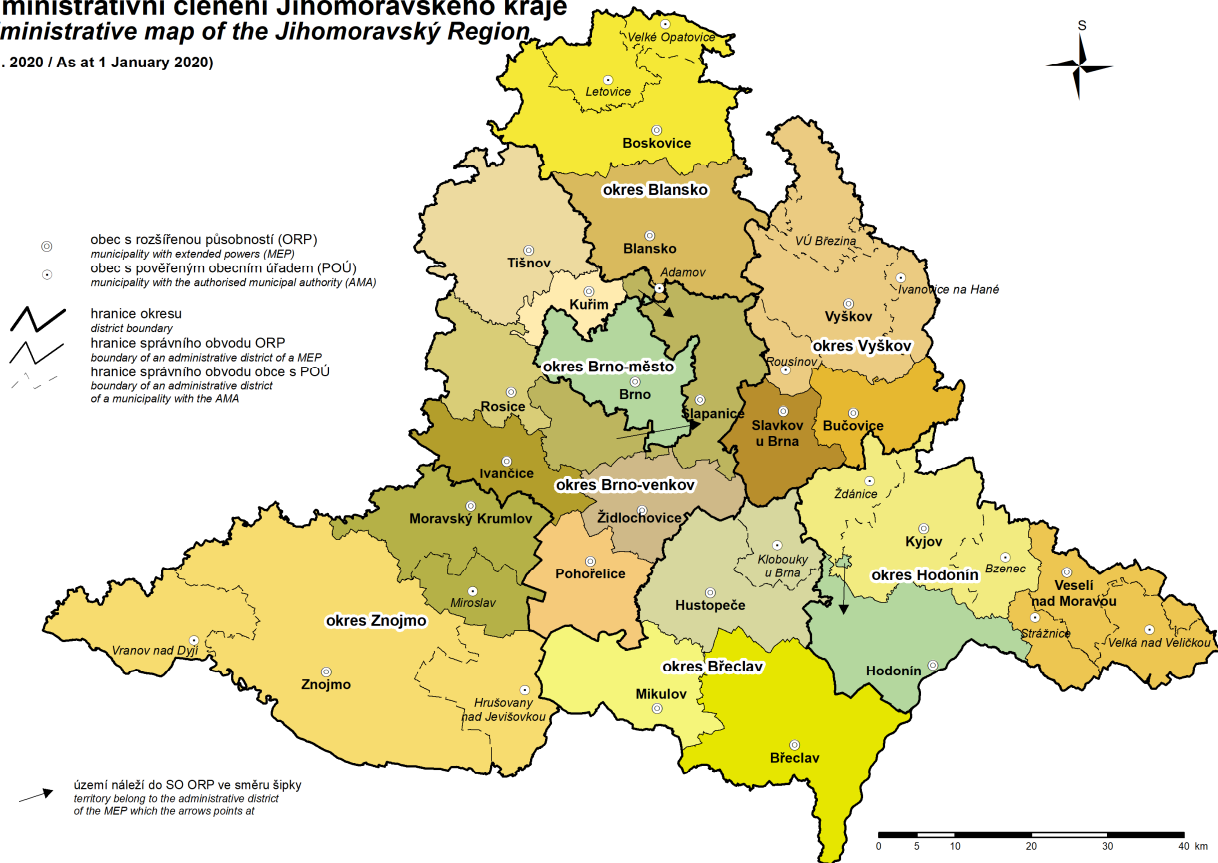 ministrativní členění Jihomoravského kraje
ministrative map of the Jihomoravský Region
. 2020 / As at 1 January 2020)
S
Velké Opatovice
Letovice
Boskovice
okres Blansko
Blansko
Adamov
VÚ Březina
Ivanovice na Hané
Vyškov
okres Vyškov
Rousínov
Tišnov
Kuřim
okres Brno-město
Brno
Šlapanice
Rosice
Slavkov
u Brna
Bučovice
Ivančice
okres Brno-venkov
Židlochovice
Moravský Krumlov
Pohořelice
Miroslav
okres Znojmo
Vranov nad Dyjí
Znojmo
Hrušovany
nad Jevišovkou
Ždánice
Kyjov
Klobouky
u Brna
okres Hodonín
Bzenec
Hustopeče
Veselí
nad Moravou
Strážnice
Velká nad Veličkou
Hodonín
okres Břeclav
Mikulov
Břeclav
obec s rozšířenou působností (ORP)
municipality with extended powers (MEP)
obec s pověřeným obecním úřadem (POÚ)
municipality with the authorised municipal authority (AMA)
hranice okresu
district boundary
hranice správního obvodu ORP
boundary of an administrative district of a MEP
hranice správního obvodu obce s POÚ
boundary of an administrative district
of a municipality with the AMA
území náleží do SO ORP ve směru šipky
territory belong to the administrative district
of the MEP which the arrows points at
0 5 10 20 30 40 km